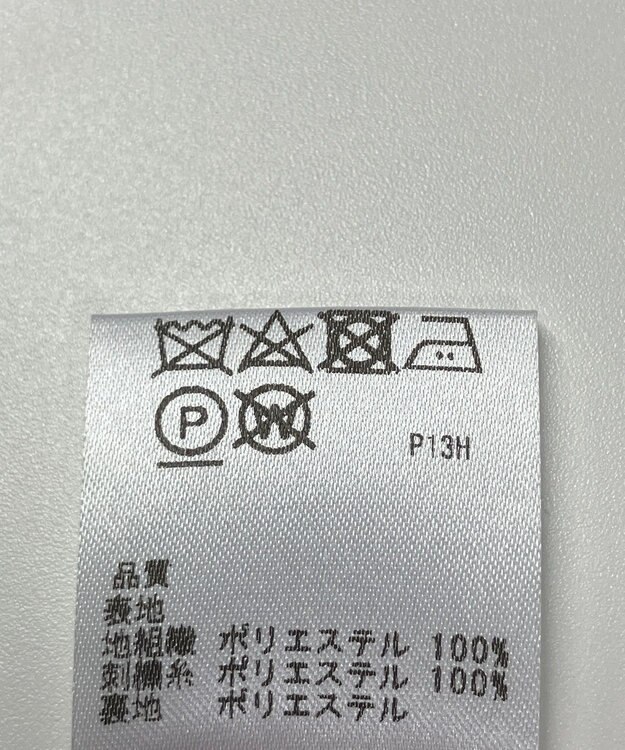 P
W
P13H
品質
表地
地組織 ポリエステル 100%
刺繍糸 ポリエステル 100%
裏地 ポリエステル